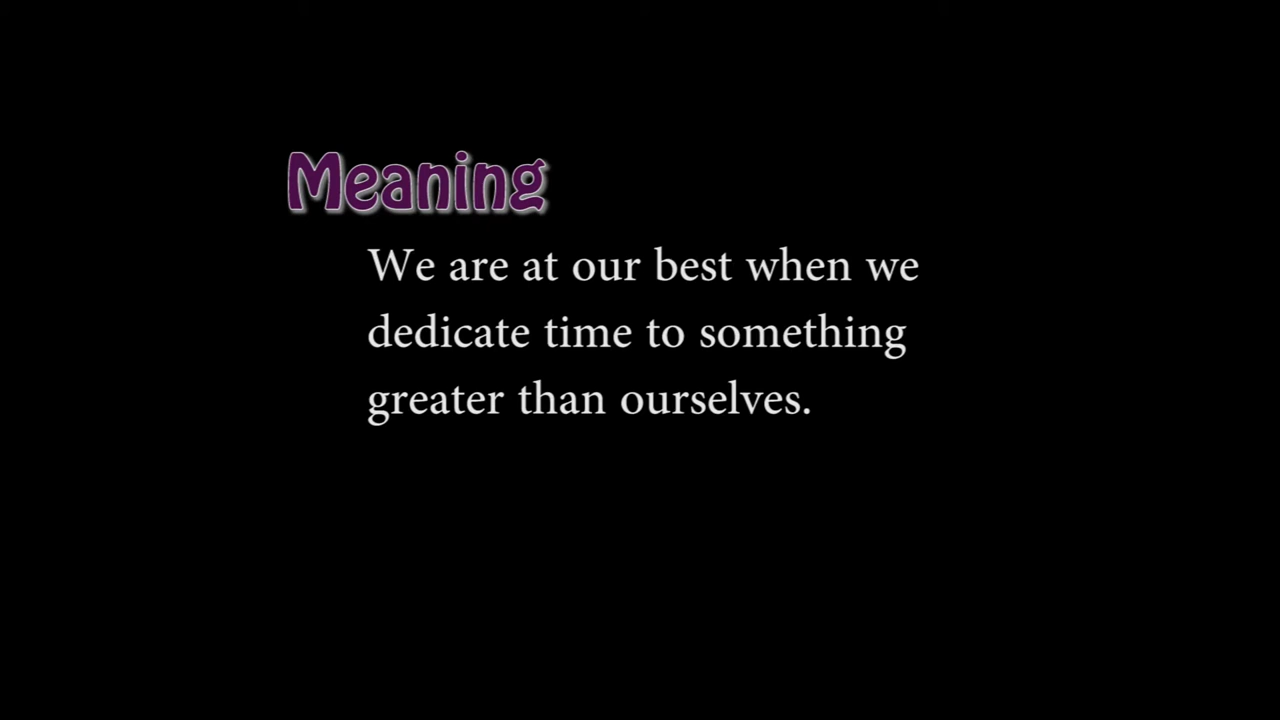 Meaning
We are at our best when we
dedicate time to something
greater than ourselves.